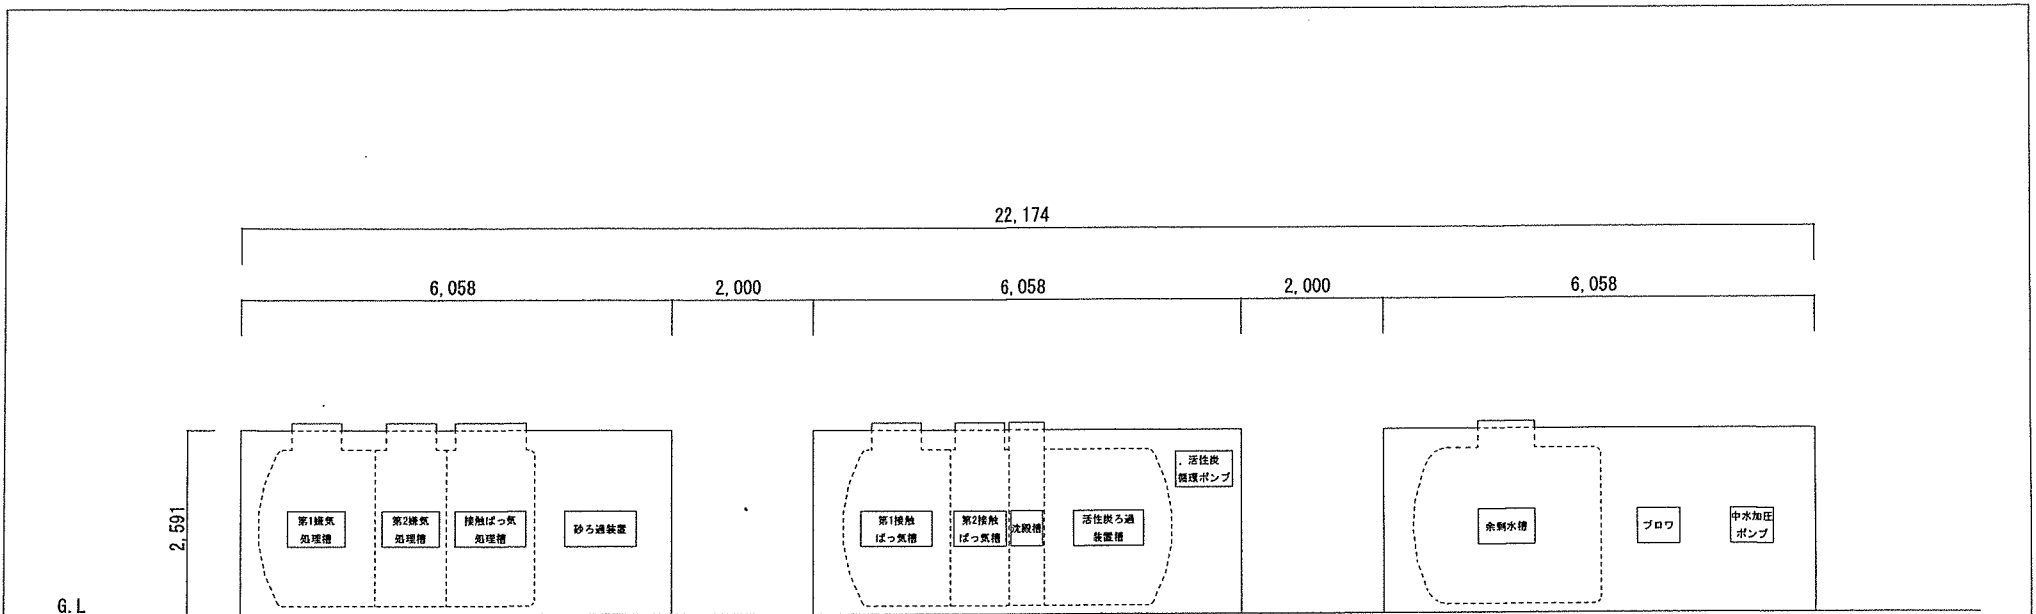 22,174
6,058
2,000
6,058
2,000
6,058
2,591
第1嫌気
処理槽
第2嫌気
処理槽
接触ばっ気
処理槽
砂ろ過装置
第1接触
ばっ気槽
第2接触
ばっ気槽
沈殿槽
活性炭ろ過
装置槽
活性炭
循環ポンプ
余剰水槽
ブロワ
中水加圧
ポンプ
G.L